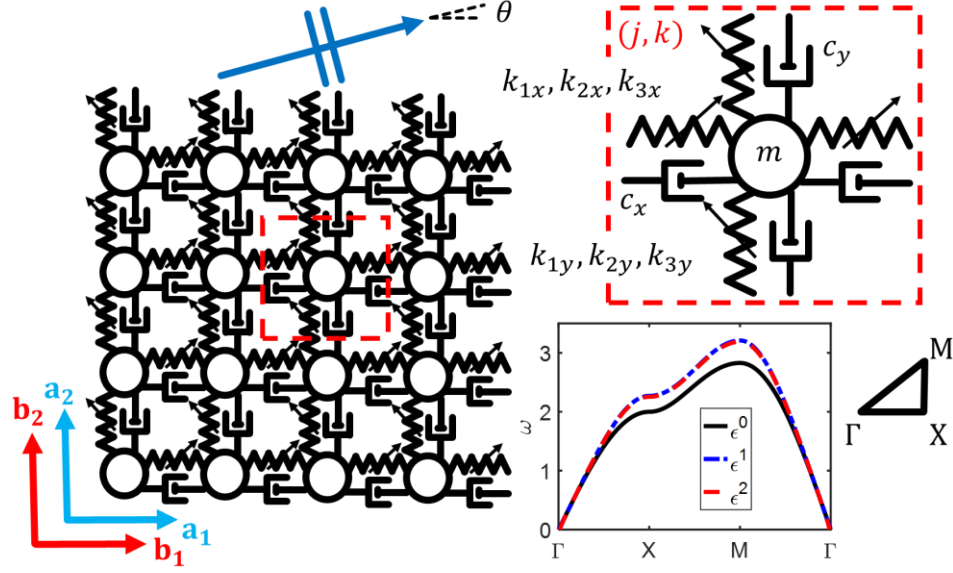 θ
(j, k)
c_y
k_{1x}, k_{2x}, k_{3x}
m
c_x
k_{1y}, k_{2y}, k_{3y}
a_2
b_2
a_1
b_1
3
2
1
0
ω
ϵ^0
ϵ^1
ϵ^2
Γ X M Γ
M
Γ X